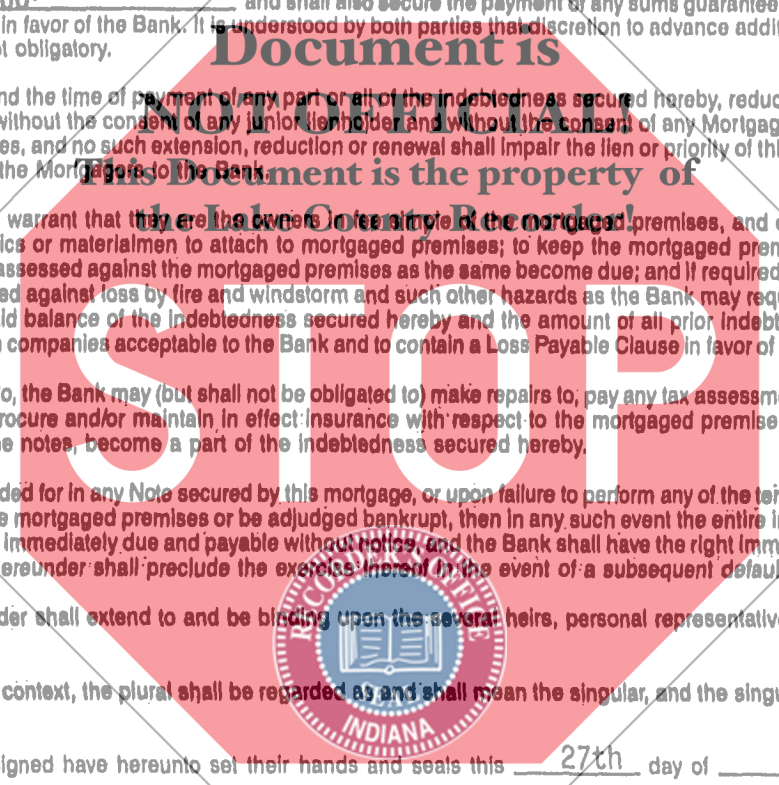 and shall also secure the payment of any sums guarantee
in favor of the Bank. It is understood by both parties that discretion to advance addit
t obligatory.
Document is
nd the time of payment of any part or all of the indebtedness secured hereby, reduc
NOT OFFICIAL!
without the consent of any junior lienholder and without the consent of any Mortgag
es, and no such extension, reduction or renewal shall impair the lien or priority of th
the Mortgagors to the Bank.
This Document is the property of
the Lake County Recorder!
warrant that they are the owners in fee simple of the mortgaged premises, and
ics or materialmen to attach to mortgaged premises; to keep the mortgaged prem
assessed against the mortgaged premises as the same become due; and if required
ed against loss by fire and windstorm and such other hazards as the Bank may req
id balance of the indebtedness secured hereby and the amount of all prior indebt
companies acceptable to the Bank and to contain a Loss Payable Clause in favor of
STOP
o, the Bank may (but shall not be obligated to) make repairs to, pay any tax assessm
rocure and/or maintain in effect insurance with respect to the mortgaged premise
e notes, become a part of the indebtedness secured hereby.
ded for in any Note secured by this mortgage, or upon failure to perform any of the ter
e mortgaged premises or be adjudged bankrupt, then in any such event the entire i
immediately due and payable without notice, and the Bank shall have the right imm
ereunder shall preclude the exercise thereof in the event of a subsequent defaul
der shall extend to and be binding upon the several heirs, personal representativ
context, the plural shall be regarded as and shall mean the singular, and the singu
INDIANA
igned have hereunto set their hands and seals this 27th day of